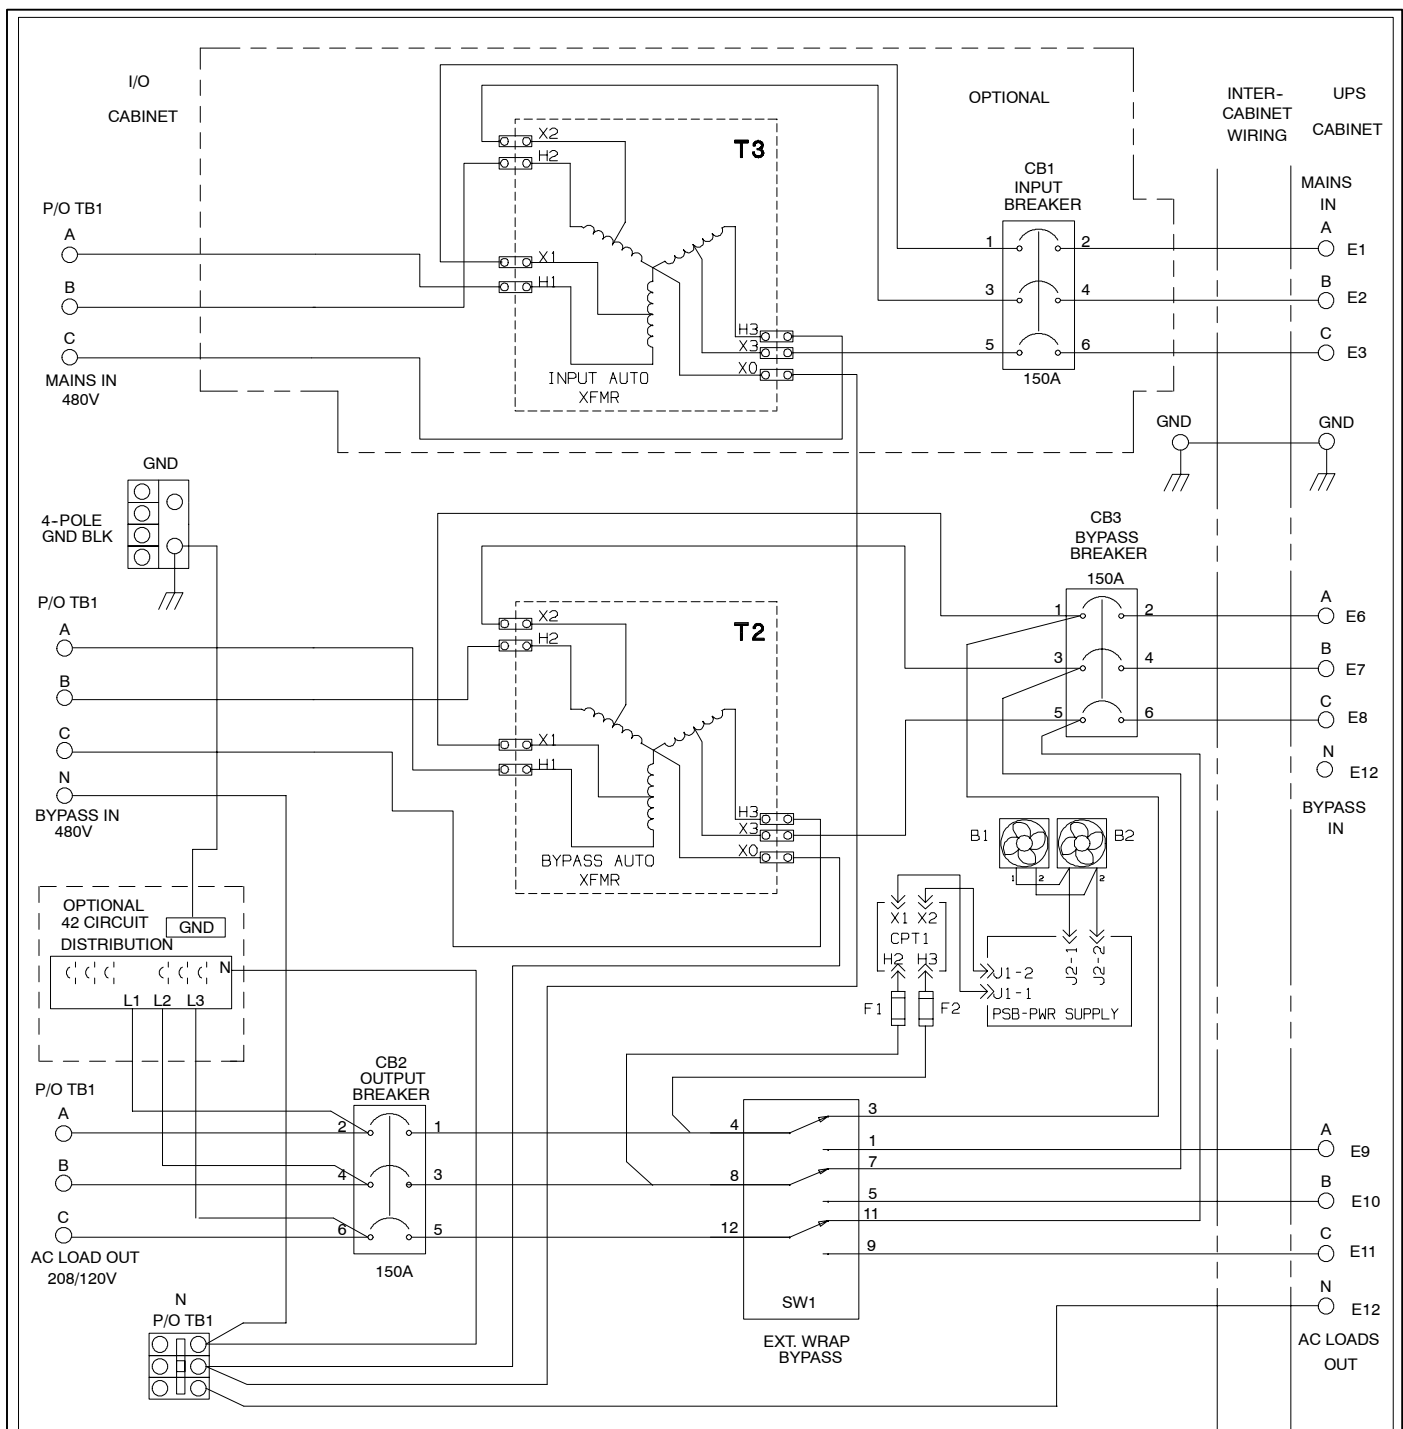 I/O
CABINET
OPTIONAL
INTER-
CABINET
WIRING
UPS
CABINET
T3
X2
H2
X1
H1
H3
X3
X0
INPUT AUTO
XFMR
CB1
INPUT
BREAKER
1
2
3
4
5
6
150A
MAINS
IN
A
E1
B
E2
C
E3
P/O TB1
A
B
C
MAINS IN
480V
GND
GND
GND
4-POLE
GND BLK
CB3
BYPASS
BREAKER
150A
1
2
3
4
5
6
A
E6
B
E7
C
E8
N
E12
BYPASS
IN
P/O TB1
A
B
C
N
BYPASS IN
480V
T2
X2
H2
X1
H1
H3
X3
X0
BYPASS AUTO
XFMR
B1
B2
1
2
2
X1 X2
CPT1
H2 H3
F1
F2
J2-1
J2-2
J1-2
J1-1
PSB-PWR SUPPLY
OPTIONAL
42 CIRCUIT
GND
DISTRIBUTION
N
L1 L2 L3
P/O TB1
A
B
C
AC LOAD OUT
208/120V
CB2
OUTPUT
BREAKER
2
1
4
3
6
5
150A
4
3
1
8
7
5
12
11
9
SW1
EXT. WRAP
BYPASS
A
E9
B
E10
C
E11
N
E12
AC LOADS
OUT
N
P/O TB1